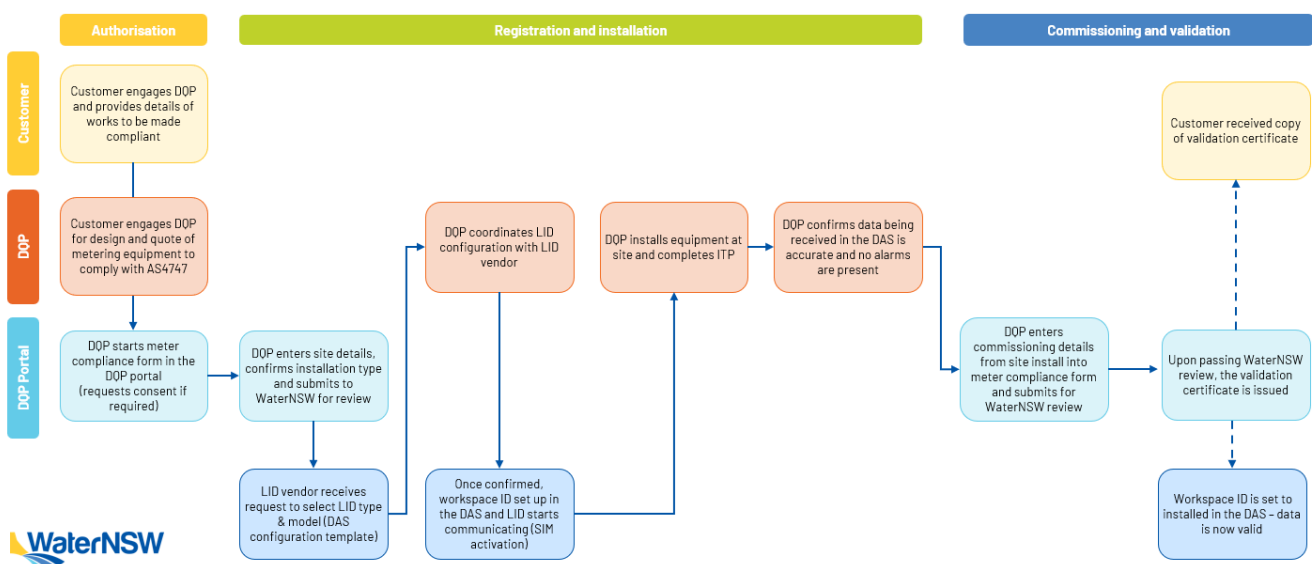 Authorisation
Registration and installation
Commissioning and validation
Customer
Customer engages DQP
and provides details of
works to be made
compliant
Customer received copy
of validation certificate
DQP
Customer engages DQP
for design and quote of
metering equipment to
comply with AS4747
DQP coordinates LID
configuration with LID
vendor
DQP installs equipment at
site and completes ITP
DQP confirms data being
received in the DAS is
accurate and no alarms
are present
DQP Portal
DQP starts meter
compliance form in the
DQP portal
(requests consent if
required)
DQP enters site details,
confirms installation type
and submits to
WaterNSW for review
DQP enters
commissioning details
from site install into
meter compliance form
and submits for
WaterNSW review
Upon passing WaterNSW
review, the validation
certificate is issued
LID vendor receives
request to select LID type
& model (DAS
configuration template)
Once confirmed,
workspace ID set up in
the DAS and LID starts
communicating (SIM
activation)
Workspace ID is set to
installed in the DAS – data
is now valid
WaterNSW